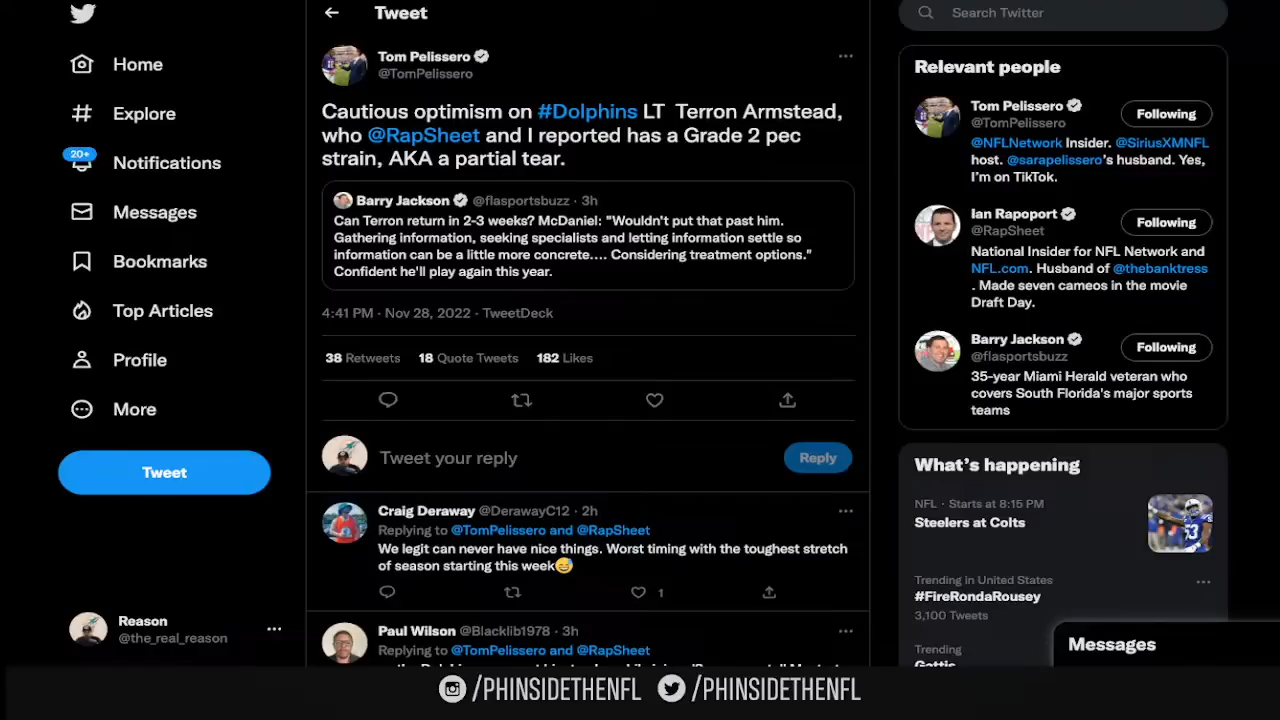 Home
Explore
20+
Notifications
Messages
Bookmarks
Top Articles
Profile
More
Tweet
Reason
@the_real_reason
Tweet
Tom Pelissero
@TomPelissero
Cautious optimism on #Dolphins LT Terron Armstead,
who @RapSheet and I reported has a Grade 2 pec
strain, AKA a partial tear.
Barry Jackson @flasportsbuzz · 3h
Can Terron return in 2-3 weeks? McDaniel: "Wouldn't put that past him.
Gathering information, seeking specialists and letting information settle so
information can be a little more concrete.... Considering treatment options."
Confident he'll play again this year.
4:41 PM · Nov 28, 2022 · TweetDeck
38 Retweets 18 Quote Tweets 182 Likes
Tweet your reply
Reply
Craig Deraway @DerawayC12 · 2h
Replying to @TomPelissero and @RapSheet
We legit can never have nice things. Worst timing with the toughest stretch
of season starting this week😅
1
Paul Wilson @Blacklib1978 · 3h
Replying to @TomPelissero and @RapSheet
Search Twitter
Relevant people
Tom Pelissero
@TomPelissero
Following
@NFLNetwork Insider. @SiriusXMNFL
host. @sarapelissero's husband. Yes,
I'm on TikTok.
Ian Rapoport
@RapSheet
Following
National Insider for NFL Network and
NFL.com. Husband of @thebanktress
. Made seven cameos in the movie
Draft Day.
Barry Jackson
@flasportsbuzz
Following
35-year Miami Herald veteran who
covers South Florida's major sports
teams
What's happening
NFL · Starts at 8:15 PM
Steelers at Colts
Trending in United States
#FireRondaRousey
3,100 Tweets
Trending
Gattis
Messages
/PHINSIDETHENFL /PHINSIDETHENFL